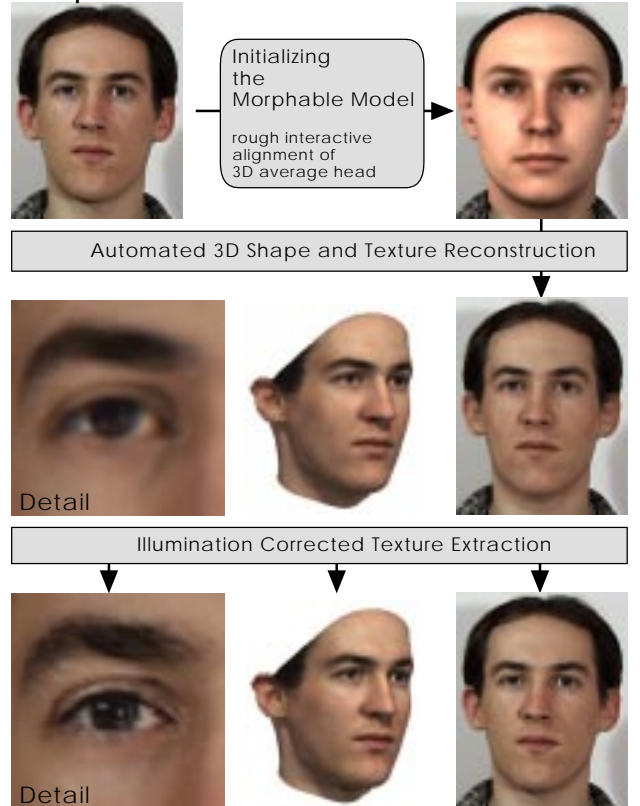 Initializing
the
Morphable Model
rough interactive
alignment of
3D average head
Automated 3D Shape and Texture Reconstruction
Detail
Illumination Corrected Texture Extraction
Detail